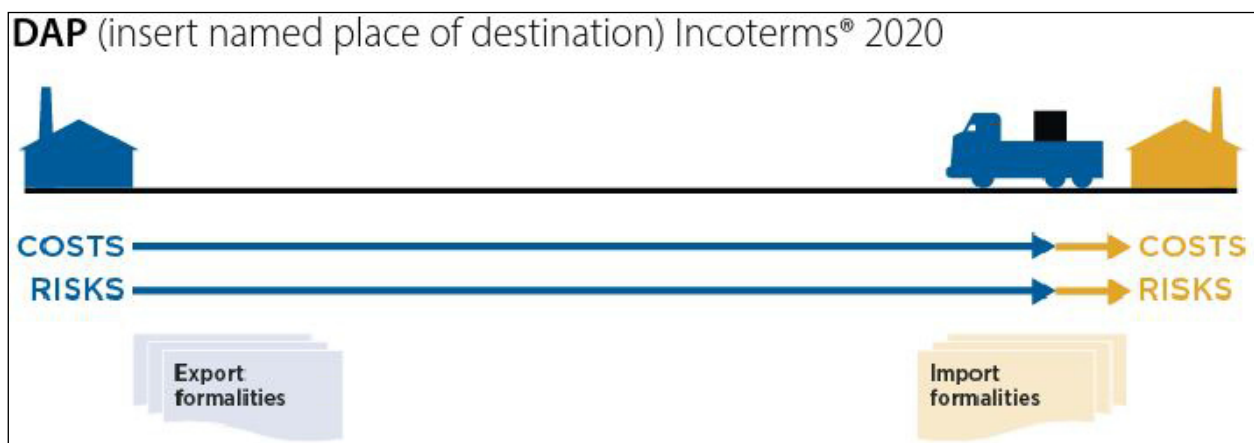 DAP (insert named place of destination) Incoterms® 2020
COSTS COSTS
RISKS RISKS
Export
formalities
Import
formalities